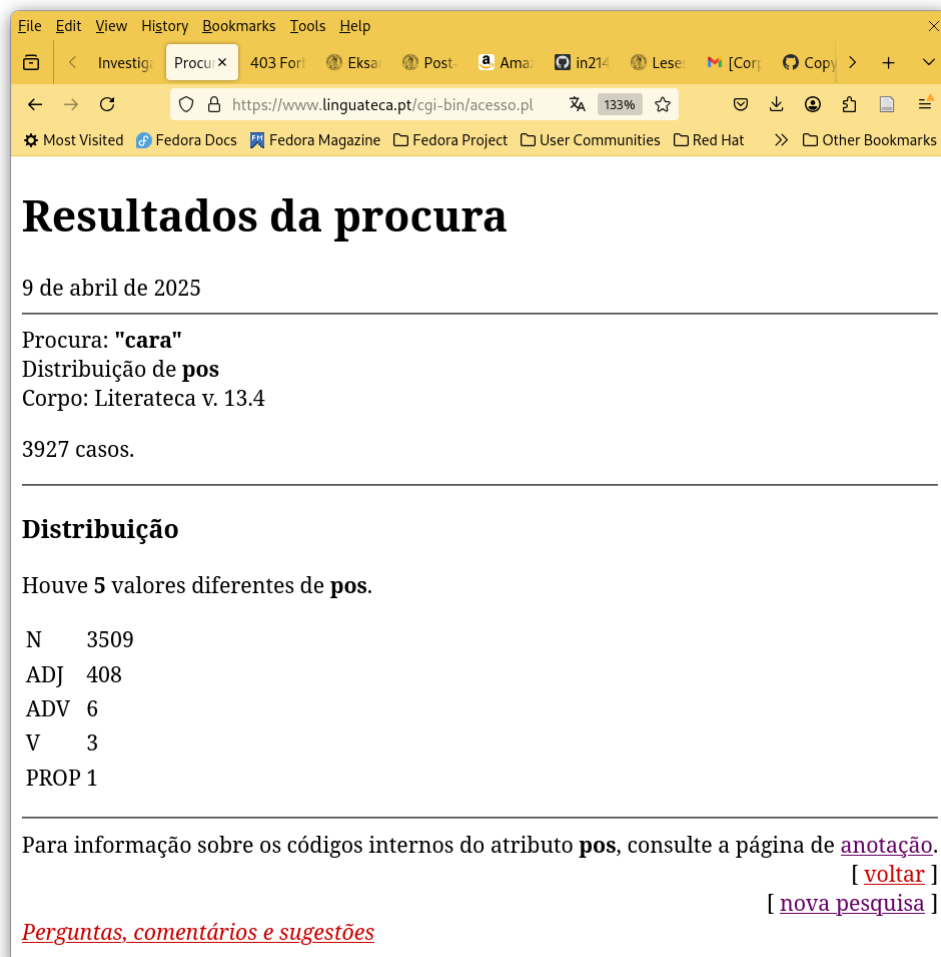 File Edit View History Bookmarks Tools Help
Investig Procur 403 For Eksa Post- Ama in214 Lese [Corp Copy
https://www.linguateca.pt/cgi-bin/acesso.pl 133%
Most Visited Fedora Docs Fedora Magazine Fedora Project User Communities Red Hat Other Bookmarks
Resultados da procura
9 de abril de 2025
Procura: "cara"
Distribuição de pos
Corpo: Literateca v. 13.4
3927 casos.
Distribuição
Houve 5 valores diferentes de pos.
N 3509
ADJ 408
ADV 6
V 3
PROP 1
Para informação sobre os códigos internos do atributo pos, consulte a página de anotação.
[ voltar ]
[ nova pesquisa ]
Perguntas, comentários e sugestões